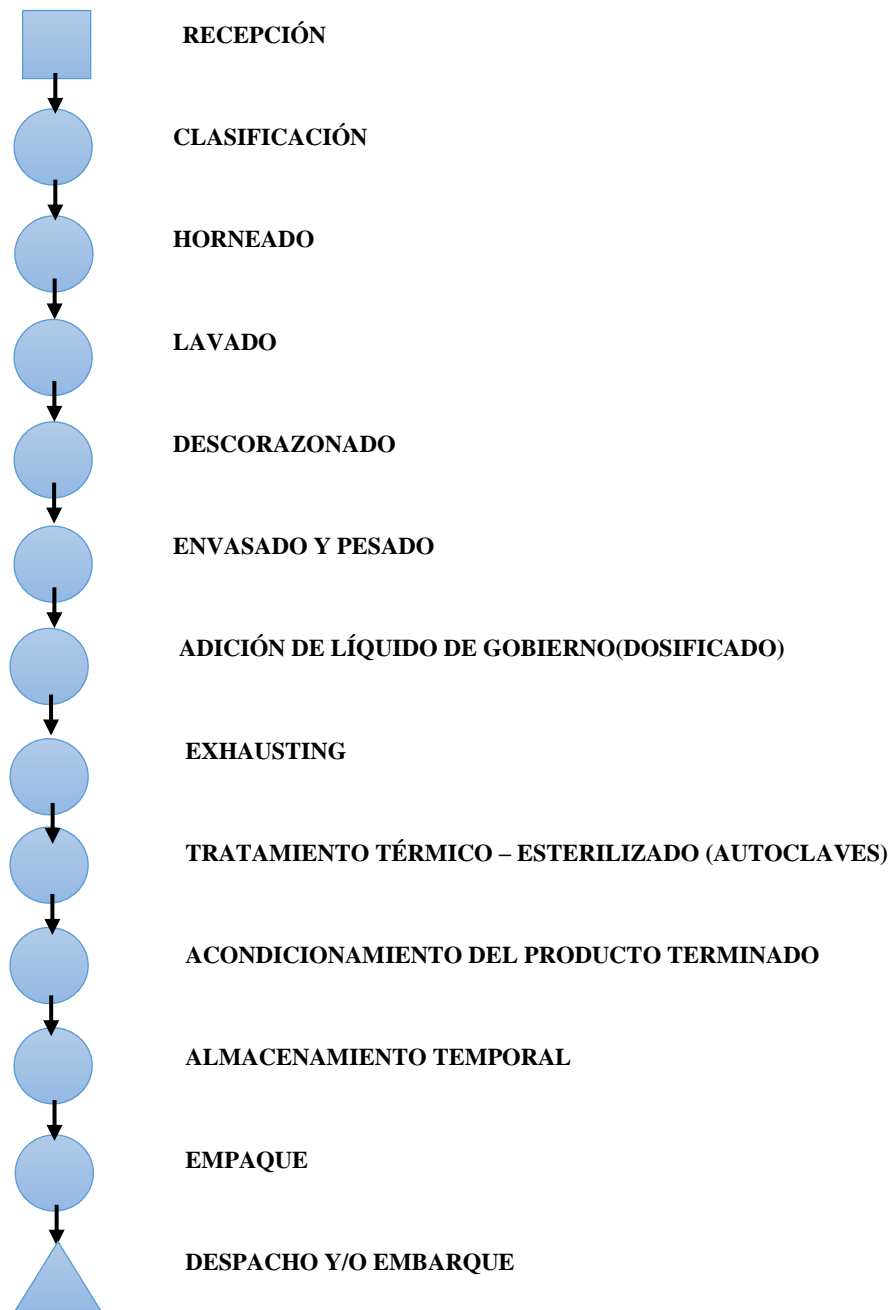 RECEPCIÓN
CLASIFICACIÓN
HORNEADO
LAVADO
DESCORAZONADO
ENVASADO Y PESADO
ADICIÓN DE LÍQUIDO DE GOBIERNO(DOSIFICADO)
EXHAUSTING
TRATAMIENTO TÉRMICO – ESTERILIZADO (AUTOCLAVES)
ACONDICIONAMIENTO DEL PRODUCTO TERMINADO
ALMACENAMIENTO TEMPORAL
EMPAQUE
DESPACHO Y/O EMBARQUE